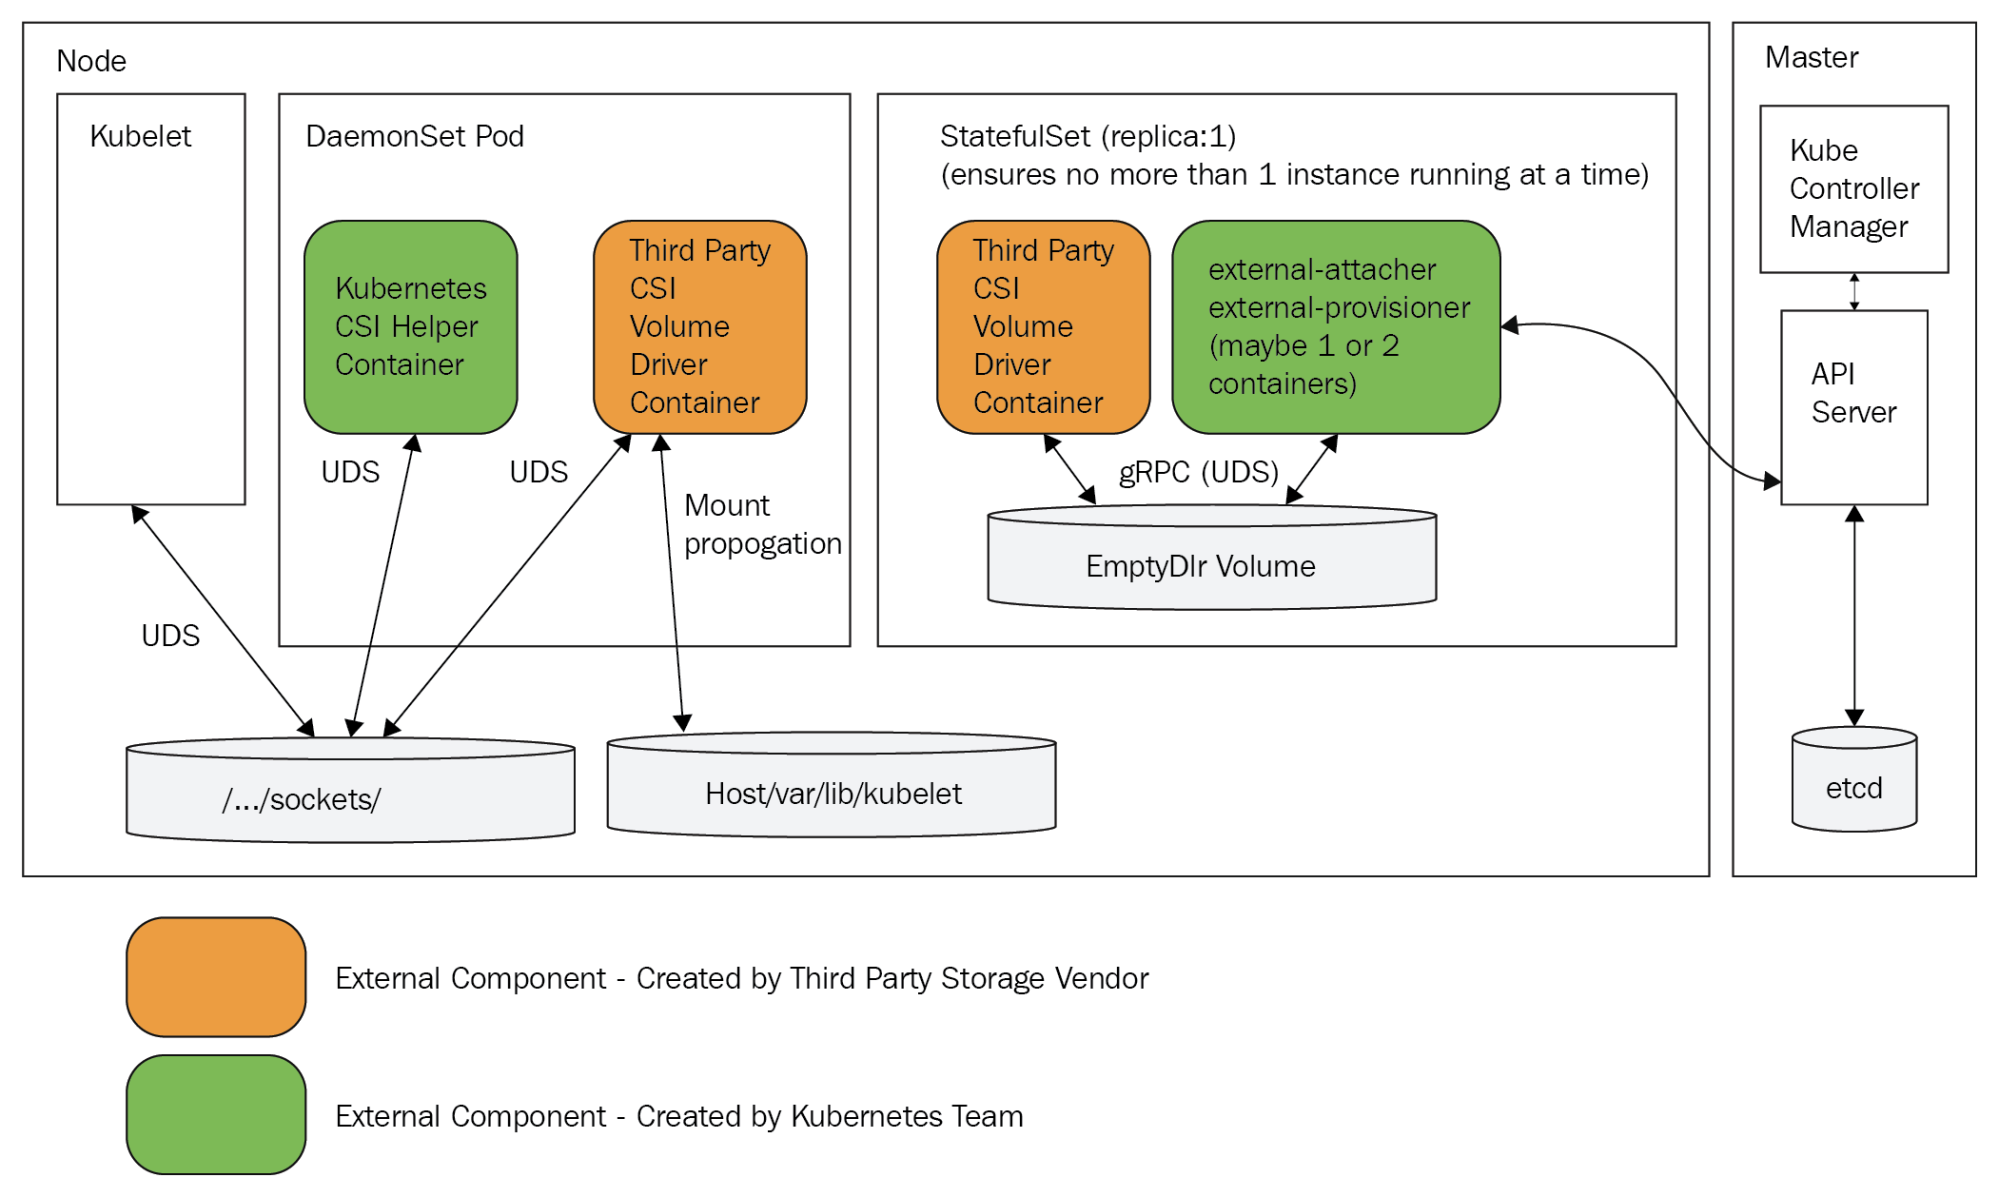 Node
Kubelet
DaemonSet Pod
Kubernetes
CSI Helper
Container
Third Party
CSI
Volume
Driver
Container
UDS
UDS
Mount
propogation
UDS
/.../sockets/
Host/var/lib/kubelet
StatefulSet (replica:1)
(ensures no more than 1 instance running at a time)
Third Party
CSI
Volume
Driver
Container
external-attacher
external-provisioner
(maybe 1 or 2
containers)
gRPC (UDS)
EmptyDIr Volume
Master
Kube
Controller
Manager
API
Server
etcd
External Component - Created by Third Party Storage Vendor
External Component - Created by Kubernetes Team